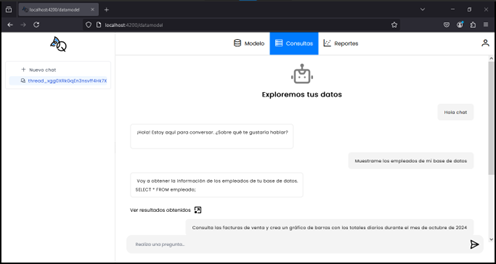 localhost:4200/datamodel
localhost:4200/datamodel
Modelo
Consultas
Reportes
Nuevo chat
Exploremos tus datos
Hola chat
¡Hola! Estoy aquí para conversar. ¿Sobre qué te gustaría hablar?
Muestrame los empleados de mi base de datos
Voy a obtener la información de los empleados de tu base de datos.
SELECT * FROM empleado;
Ver resultados obtenidos
Consulta las facturas de venta y crea un gráfico de barras con los totales diarios durante el mes de octubre de 2024
Realiza una pregunta...